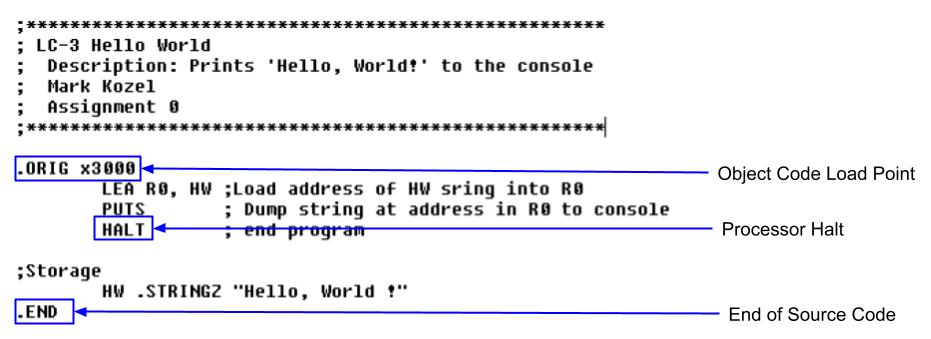 ;*****************************************************
; LC-3 Hello World
;  Description: Prints 'Hello, World!' to the console
;  Mark Kozel
;  Assignment 0
;*****************************************************
.ORIG x3000
Object Code Load Point
LEA R0, HW ;Load address of HW sring into R0
PUTS ; Dump string at address in R0 to console
HALT ; end program
Processor Halt
;Storage
HW .STRINGZ "Hello, World !"
.END
End of Source Code